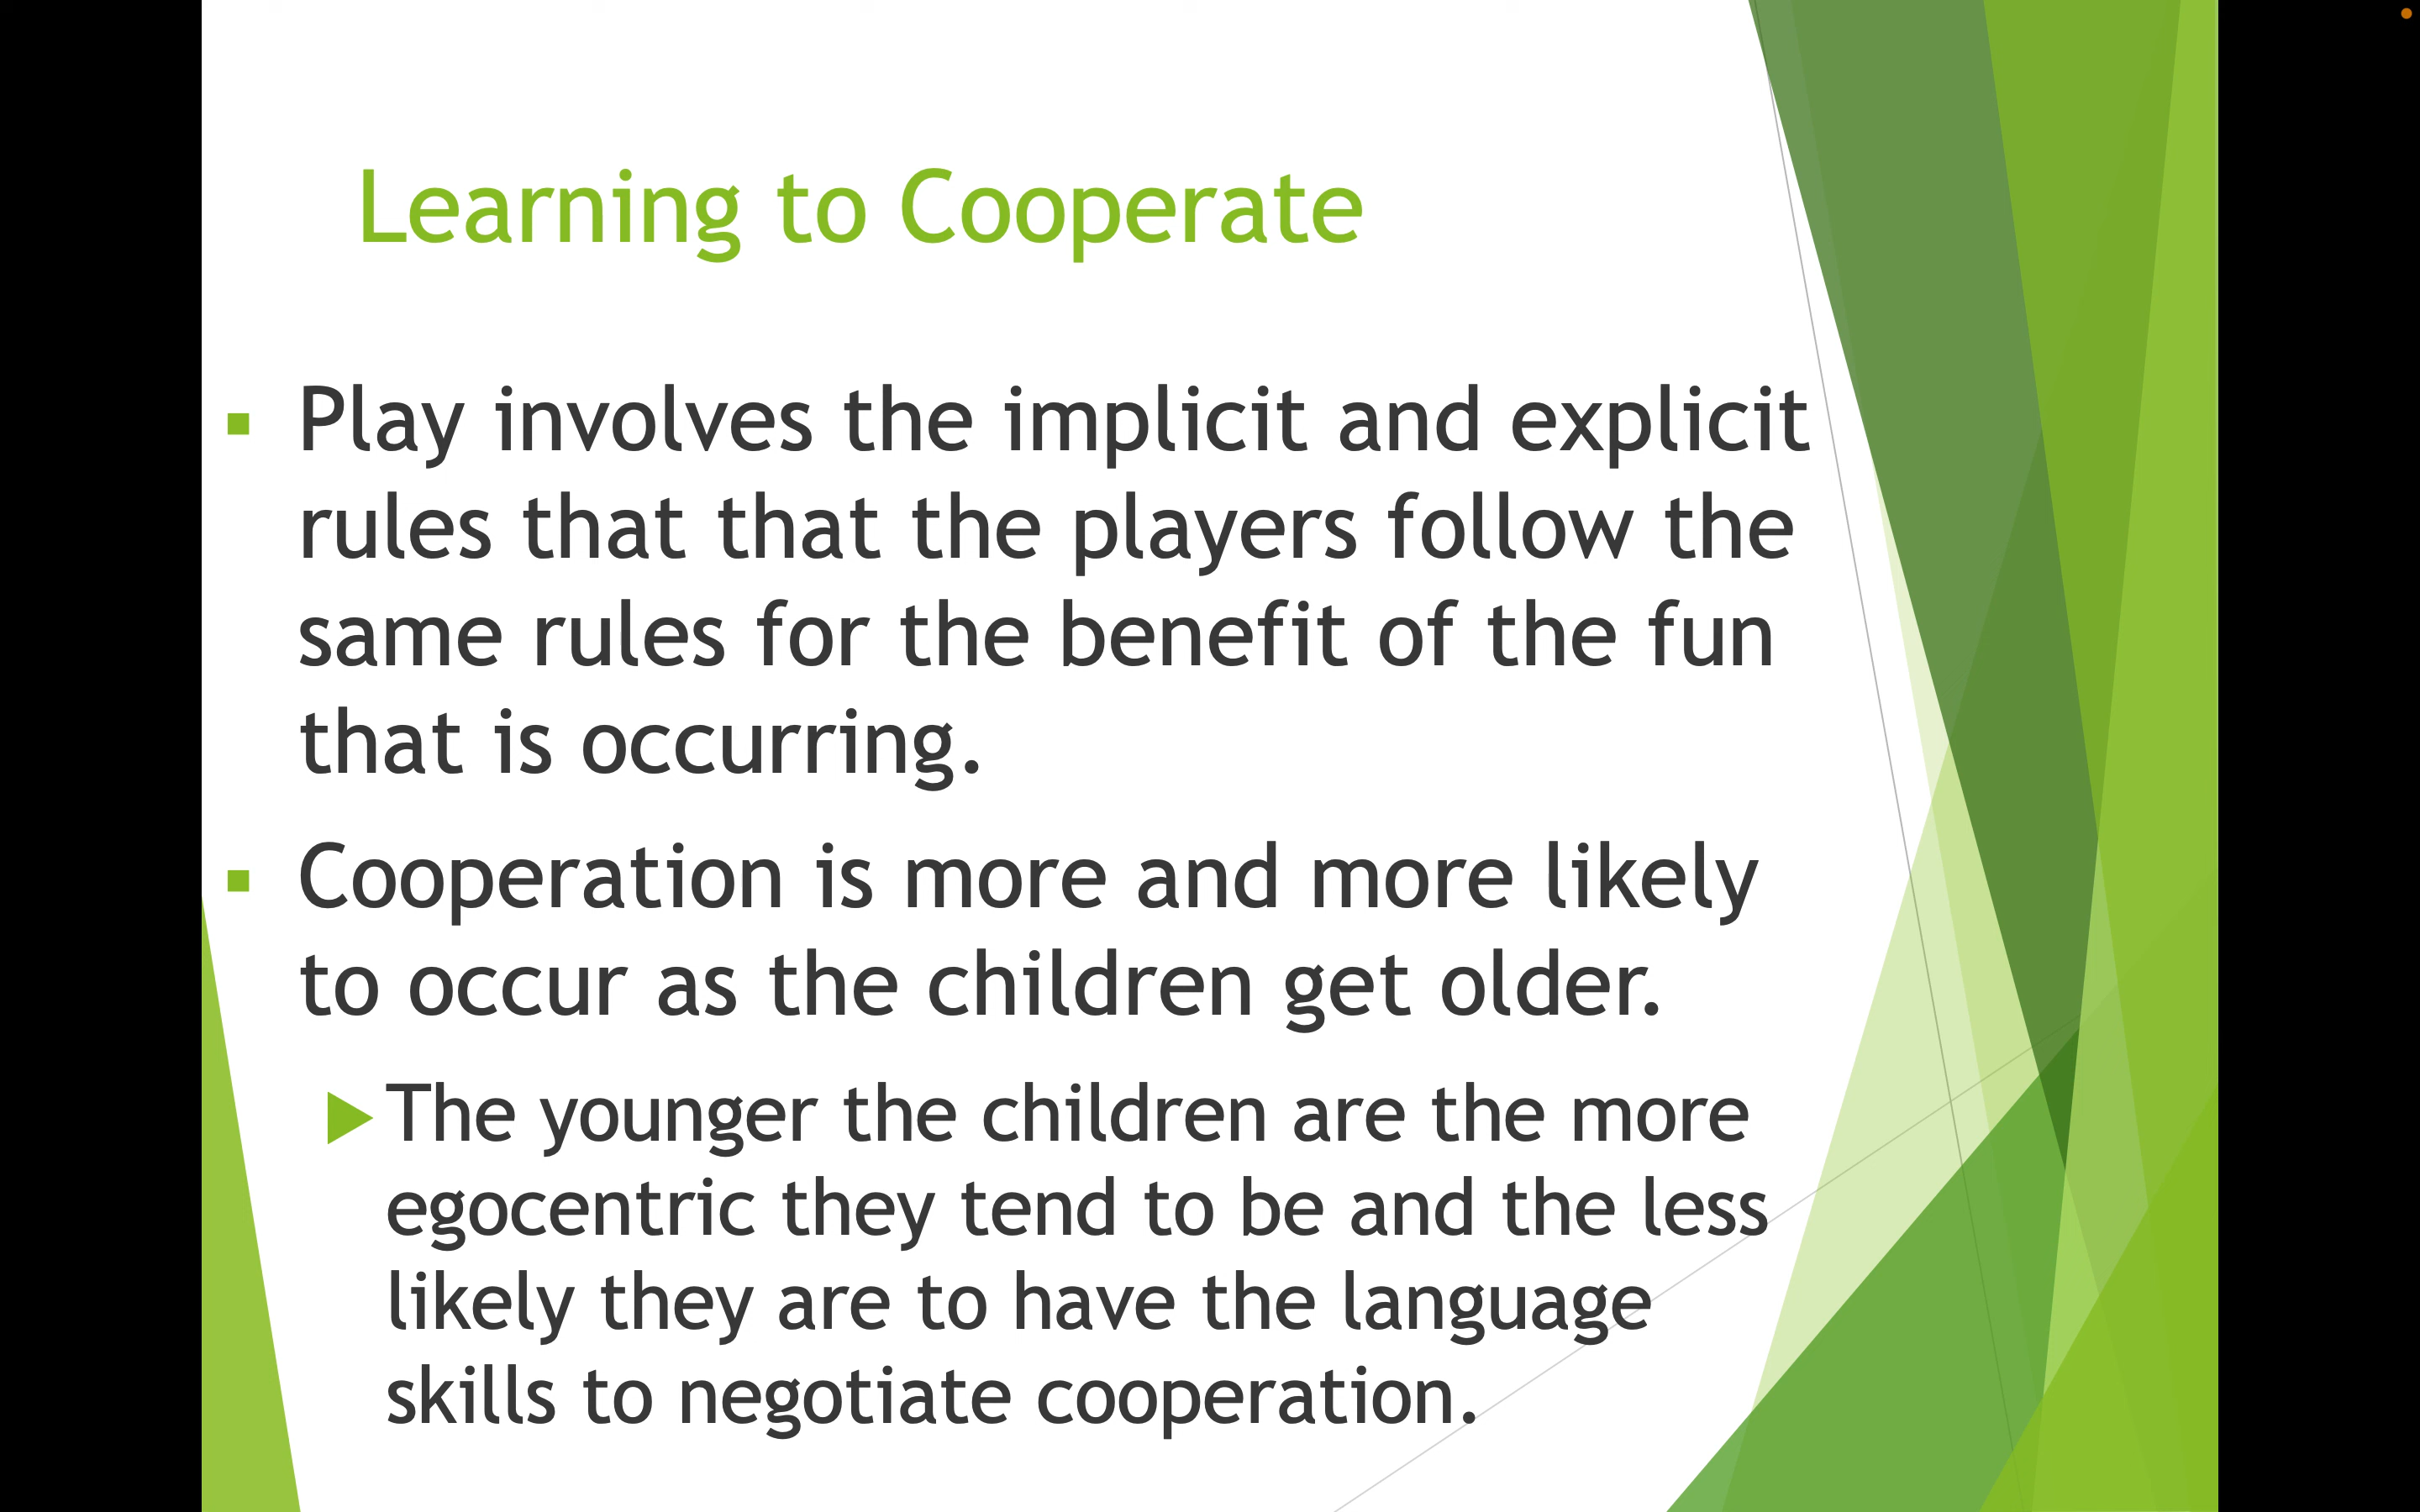 Learning to Cooperate
Play involves the implicit and explicit
rules that that the players follow the
same rules for the benefit of the fun
that is occurring.
Cooperation is more and more likely
to occur as the children get older.
The younger the children are the more
egocentric they tend to be and the less
likely they are to have the language
skills to negotiate cooperation.